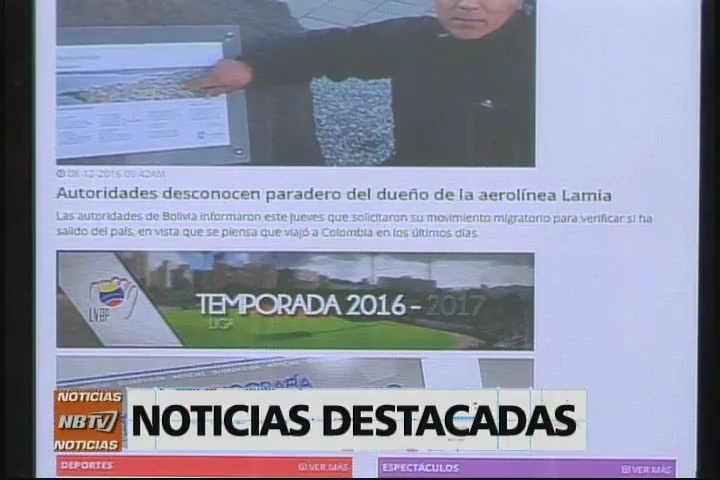 08-12-2016 09:42AM
Autoridades desconocen paradero del dueño de la aerolínea Lamia
Las autoridades de Bolivia informaron este jueves que solicitaron su movimiento migratorio para verificar si ha
salido del país, en vista que se piensa que viajó a Colombia en los últimos días.
LVBP
TEMPORADA 2016 - 2017
LIGA
NOTICIAS
NBTV
NOTICIAS
NOTICIAS DESTACADAS
DEPORTES
VER MÁS
ESPECTÁCULOS
VER MÁS